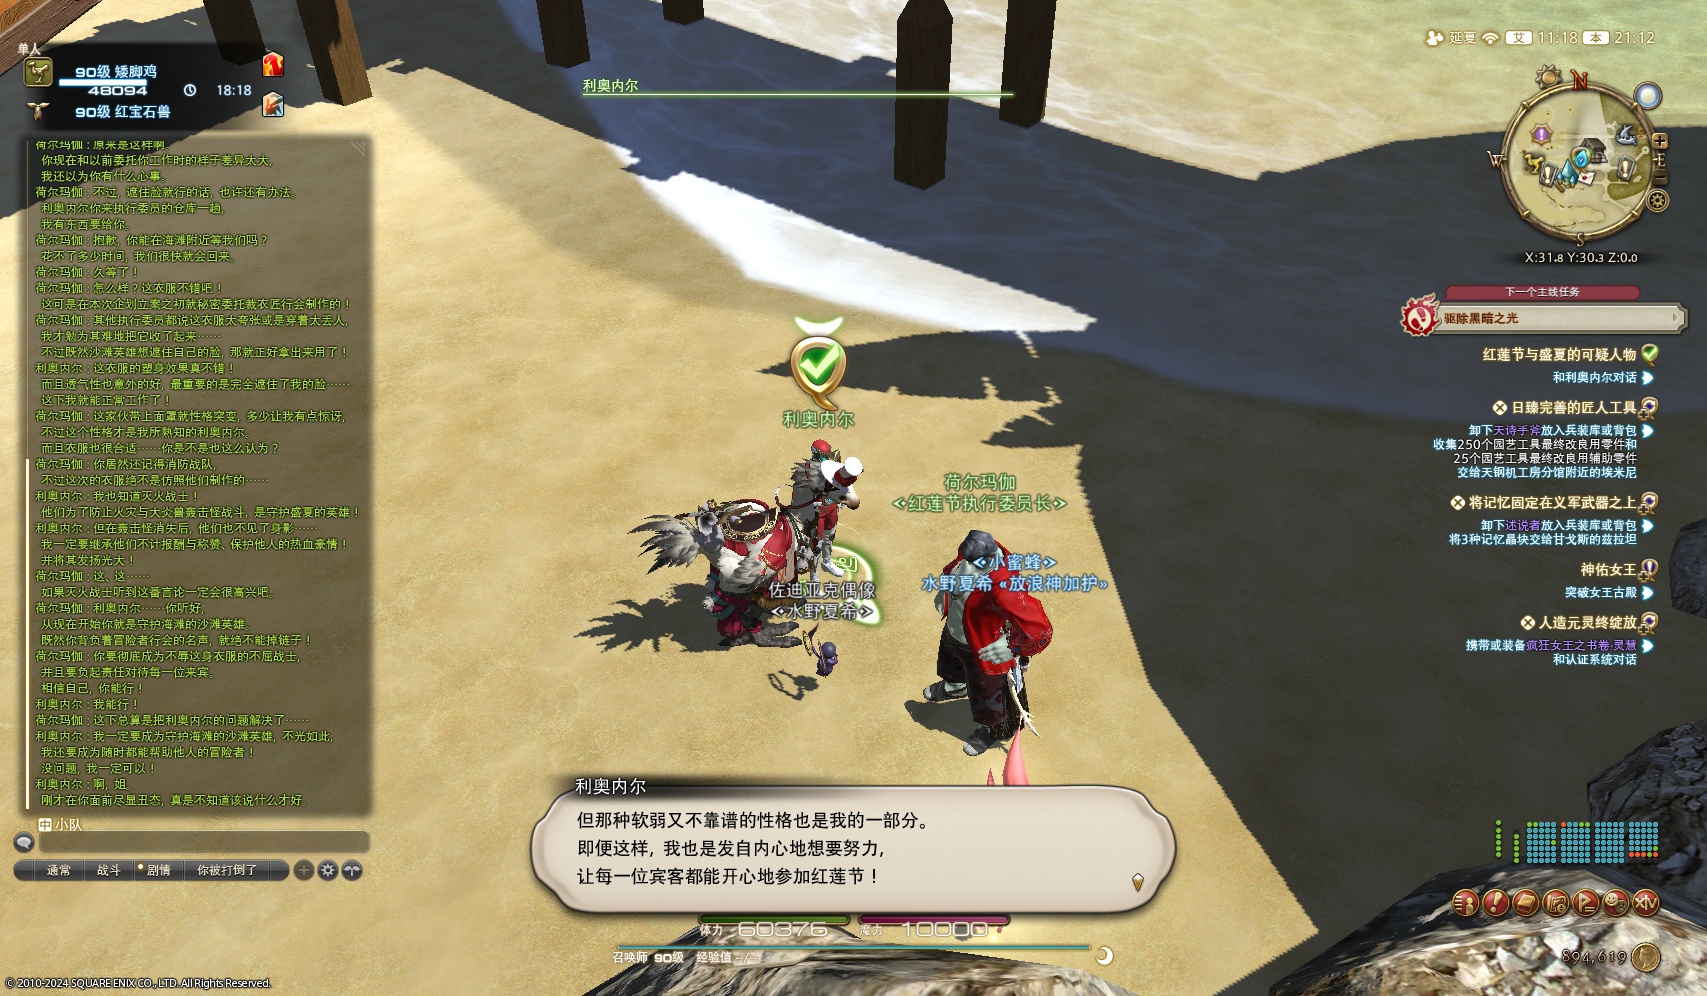 单人
90级 矮脚鸡
48094
18:18
90级 红宝石兽
利奥内尔
延夏 艾 11:18 本 21:12
N
W
E
S
X:31.8 Y:30.3 Z:0.0
荷尔玛伽：原来是这样啊。
你现在和以前委托你工作时的样子差异太大，
我还以为你有什么心事。
荷尔玛伽：不过，遮住脸就行的话，也许还有办法。
利奥内尔你来执行委员的仓库一趟，
我有东西要给你。
荷尔玛伽：抱歉，你能在海滩附近等我们吗？
花不了多少时间，我们很快就会回来。
荷尔玛伽：久等了！
荷尔玛伽：怎么样？这衣服不错吧！
这可是在本次企划立案之初就秘密委托裁衣匠行会制作的！
荷尔玛伽：其他执行委员都说这衣服太夸张或是穿着太丢人，
我才勉为其难地把它收了起来……
不过既然沙滩英雄想遮住自己的脸，那就正好拿出来用了！
利奥内尔：这衣服的塑身效果真不错！
而且透气性也意外的好，最重要的是完全遮住了我的脸……
这下我就能正常工作了！
荷尔玛伽：这家伙带上面罩就性格突变，多少让我有点惊讶，
不过这个性格才是我所熟知的利奥内尔。
而且衣服也很合适……你是不是也这么认为？
荷尔玛伽：你居然还记得消防战队，
不过这次的衣服绝不是仿照他们制作的……
利奥内尔：我也知道灭火战士！
他们为了防止火灾与大炎兽轰击怪战斗，是守护盛夏的英雄！
利奥内尔：但在轰击怪消失后，他们也不见了身影……
我一定要继承他们不计报酬与称赞、保护他人的热血豪情！
并将其发扬光大！
荷尔玛伽：这、这……
如果灭火战士听到这番言论一定会很高兴吧。
荷尔玛伽：利奥内尔……你听好，
从现在开始你就是守护海滩的沙滩英雄。
既然你背负着冒险者行会的名声，就绝不能掉链子！
荷尔玛伽：你要彻底成为不辱这身衣服的不屈战士，
并且要负起责任对待每一位来宾。
相信自己，你能行！
利奥内尔：我能行！
荷尔玛伽：这下总算是把利奥内尔的问题解决了……
利奥内尔：我一定要成为守护海滩的沙滩英雄，不光如此，
我还要成为随时都能帮助他人的冒险者！
没问题，我一定可以！
利奥内尔：啊，姐。
刚才在你面前尽显丑态，真是不知道该说什么才好。
中 小队
通常 战斗 剧情 你被打倒了
下一个主线任务
驱除黑暗之光
红莲节与盛夏的可疑人物
和利奥内尔对话
日臻完善的匠人工具
卸下天诗手斧放入兵装库或背包
收集250个园艺工具最终改良用零件和
25个园艺工具最终改良用辅助零件
交给天钢机工房分馆附近的埃米尼
将记忆固定在义军武器之上
卸下述说者放入兵装库或背包
将3种记忆晶块交给甘戈斯的兹拉坦
神佑女王
突破女王古殿
人造元灵终绽放
携带或装备疯狂女王之书卷·灵慧
和认证系统对话
利奥内尔
荷尔玛伽
«红莲节执行委员长»
佐迪亚克偶像
«水野夏希»
«小蜜蜂»
水野夏希 «放浪神加护»
利奥内尔
但那种软弱又不靠谱的性格也是我的一部分。
即便这样，我也是发自内心地想要努力，
让每一位宾客都能开心地参加红莲节！
体力 60376 魔力 10000
召唤师 90级 经验值 --/--
XIV
894,619
© 2010-2024 SQUARE ENIX CO., LTD. All Rights Reserved.